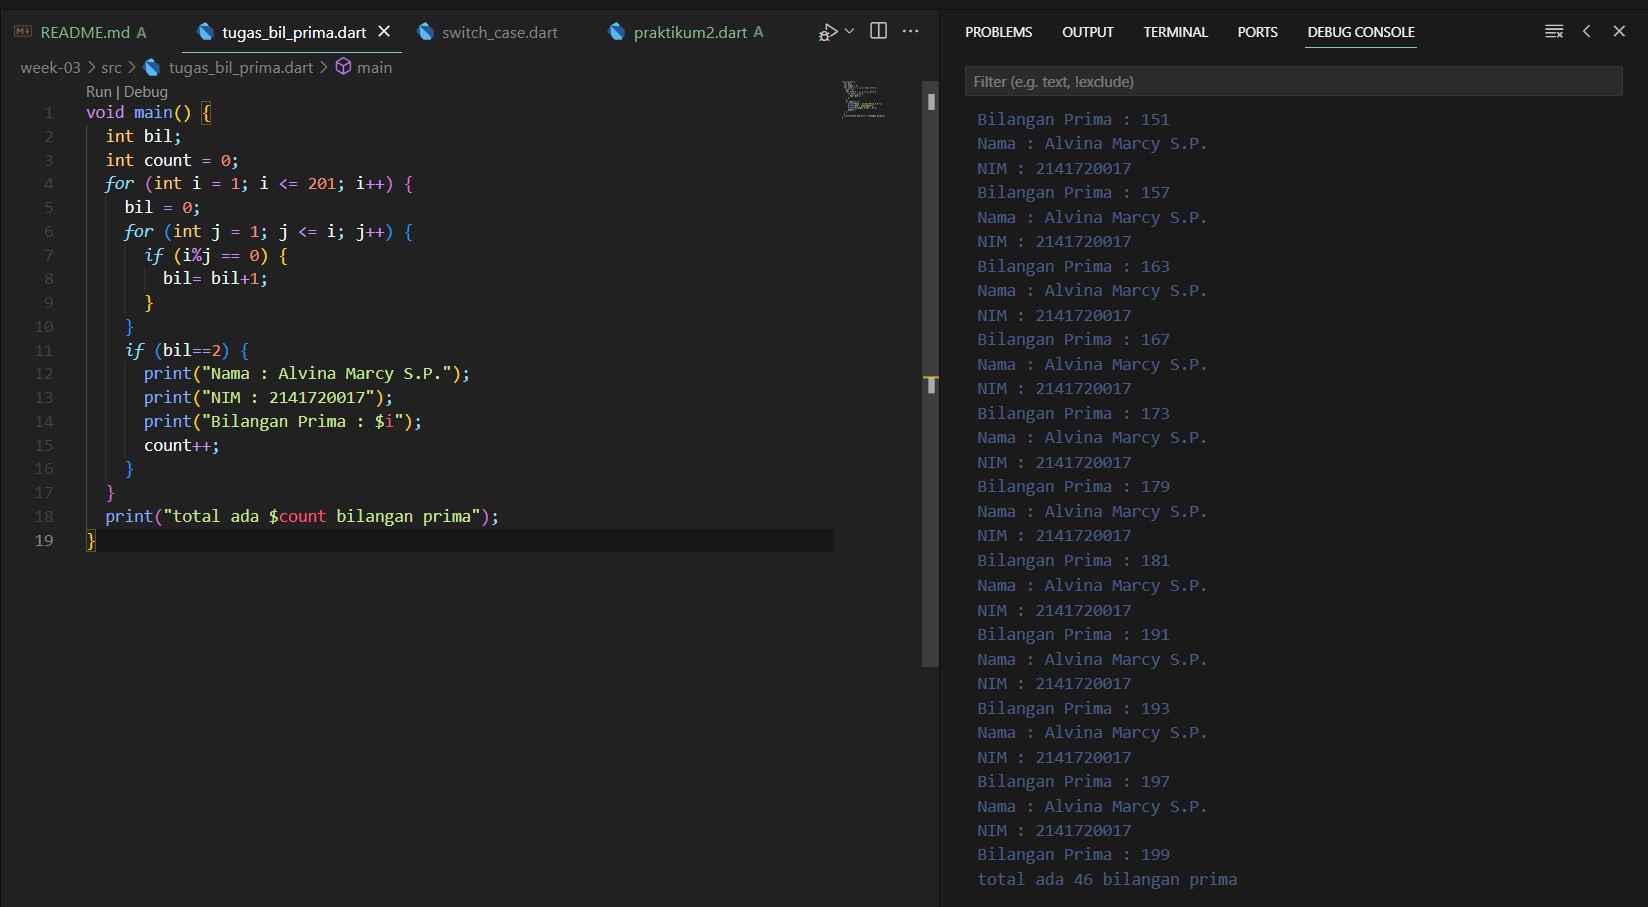 README.md A
tugas_bil_prima.dart
switch_case.dart
praktikum2.dart A
week-03 > src > tugas_bil_prima.dart > main
Run | Debug
1 void main() {
2 int bil;
3 int count = 0;
4 for (int i = 1; i <= 201; i++) {
5 bil = 0;
6 for (int j = 1; j <= i; j++) {
7 if (i%j == 0) {
8 bil= bil+1;
9 }
10 }
11 if (bil==2) {
12 print("Nama : Alvina Marcy S.P.");
13 print("NIM : 2141720017");
14 print("Bilangan Prima : $i");
15 count++;
16 }
17 }
18 print("total ada $count bilangan prima");
19 }
PROBLEMS OUTPUT TERMINAL PORTS DEBUG CONSOLE
Filter (e.g. text, !exclude)
Bilangan Prima : 151
Nama : Alvina Marcy S.P.
NIM : 2141720017
Bilangan Prima : 157
Nama : Alvina Marcy S.P.
NIM : 2141720017
Bilangan Prima : 163
Nama : Alvina Marcy S.P.
NIM : 2141720017
Bilangan Prima : 167
Nama : Alvina Marcy S.P.
NIM : 2141720017
Bilangan Prima : 173
Nama : Alvina Marcy S.P.
NIM : 2141720017
Bilangan Prima : 179
Nama : Alvina Marcy S.P.
NIM : 2141720017
Bilangan Prima : 181
Nama : Alvina Marcy S.P.
NIM : 2141720017
Bilangan Prima : 191
Nama : Alvina Marcy S.P.
NIM : 2141720017
Bilangan Prima : 193
Nama : Alvina Marcy S.P.
NIM : 2141720017
Bilangan Prima : 197
Nama : Alvina Marcy S.P.
NIM : 2141720017
Bilangan Prima : 199
total ada 46 bilangan prima